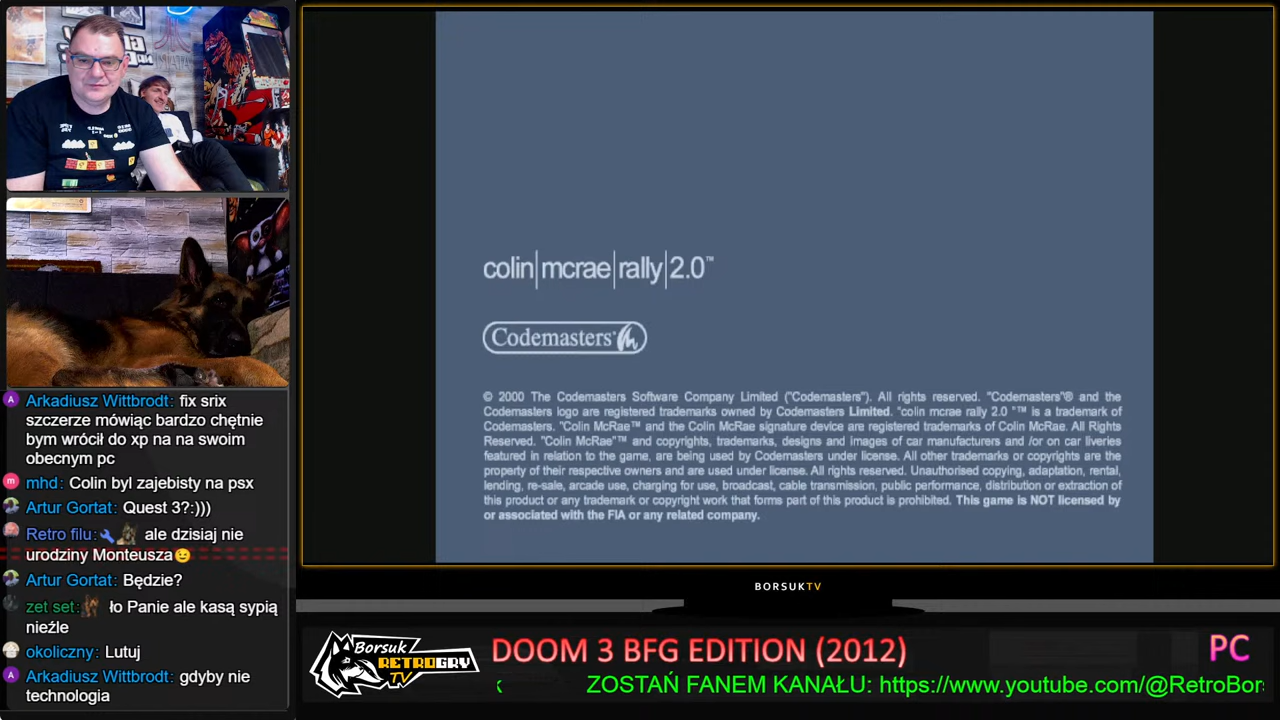 colin|mcrae|rally|2.0™
Codemasters®
© 2000 The Codemasters Software Company Limited ("Codemasters"). All rights reserved. "Codemasters"® and the
Codemasters logo are registered trademarks owned by Codemasters Limited. "colin mcrae rally 2.0 "™ is a trademark of
Codemasters. "Colin McRae™ and the Colin McRae signature device are registered trademarks of Colin McRae. All Rights
Reserved. "Colin McRae"™ and copyrights, trademarks, designs and images of car manufacturers and /or on car liveries
featured in relation to the game, are being used by Codemasters under license. All other trademarks or copyrights are the
property of their respective owners and are used under license. All rights reserved. Unauthorised copying, adaptation, rental,
lending, re-sale, arcade use, charging for use, broadcast, cable transmission, public performance, distribution or extraction of
this product or any trademark or copyright work that forms part of this product is prohibited. This game is NOT licensed by
or associated with the FIA or any related company.
Arkadiusz Wittbrodt: fix srix
szczerze mówiąc bardzo chętnie
bym wrócił do xp na na swoim
obecnym pc
mhd: Colin byl zajebisty na psx
Artur Gortat: Quest 3?:)))
Retro filu: ale dzisiaj nie
urodziny Monteusza😉
Artur Gortat: Będzie?
zet set: ło Panie ale kasą sypią
nieźle
okoliczny: Lutuj
Arkadiusz Wittbrodt: gdyby nie
technologia
BORSUKTV
Borsuk
RETROGRY
TV
DOOM 3 BFG EDITION (2012)
PC
k ZOSTAŃ FANEM KANAŁU: https://www.youtube.com/@RetroBors